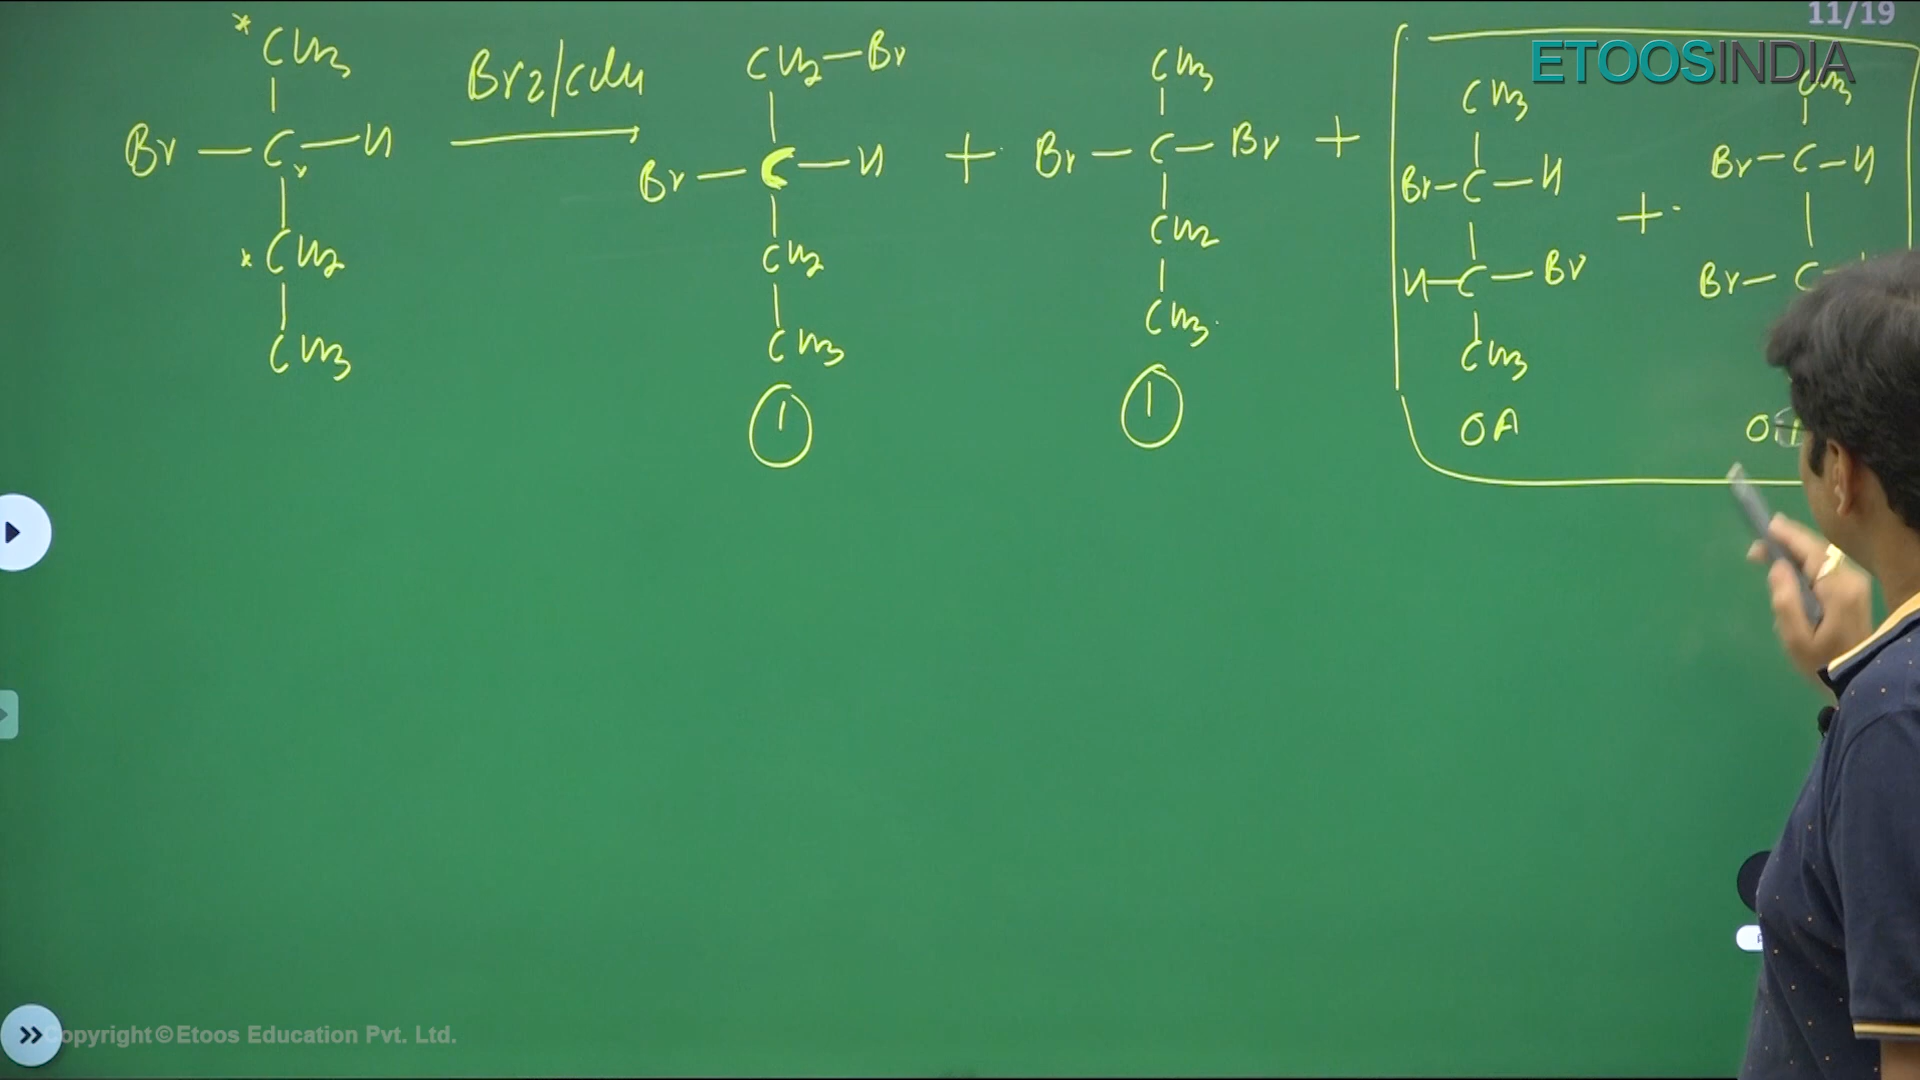 11/19
ETOOSINDIA
* CH3
Br — C — H
*
* CH2
CH3
Br2/CCl4
CH2—Br
Br — C — H
CH2
CH3
1
+
CH3
Br — C — Br
CH2
CH3
1
+
CH3
Br—C—H
H—C—Br
CH3
OA
+
CH3
Br—C—H
Br—C
Copyright © Etoos Education Pvt. Ltd.